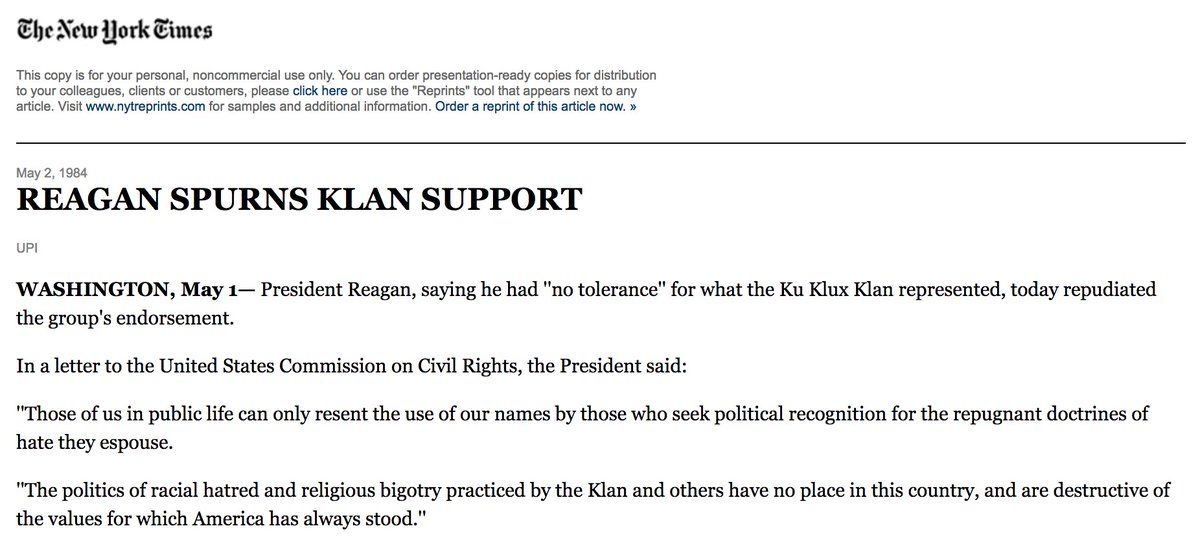 The New York Times
This copy is for your personal, noncommercial use only. You can order presentation-ready copies for distribution
to your colleagues, clients or customers, please click here or use the "Reprints" tool that appears next to any
article. Visit www.nytreprints.com for samples and additional information. Order a reprint of this article now. »
May 2, 1984
REAGAN SPURNS KLAN SUPPORT
UPI
WASHINGTON, May 1— President Reagan, saying he had "no tolerance" for what the Ku Klux Klan represented, today repudiated
the group's endorsement.
In a letter to the United States Commission on Civil Rights, the President said:
"Those of us in public life can only resent the use of our names by those who seek political recognition for the repugnant doctrines of
hate they espouse.
"The politics of racial hatred and religious bigotry practiced by the Klan and others have no place in this country, and are destructive of
the values for which America has always stood."